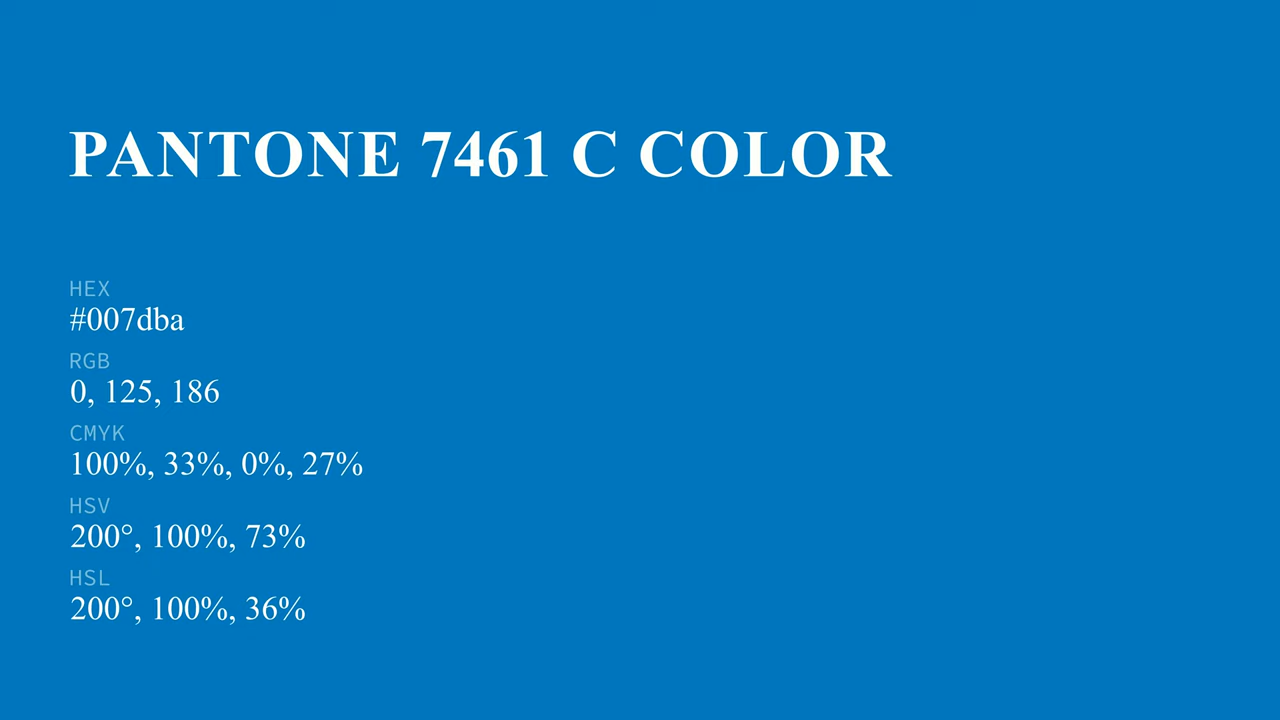 PANTONE 7461 C COLOR
HEX
#007dba
RGB
0, 125, 186
CMYK
100%, 33%, 0%, 27%
HSV
200°, 100%, 73%
HSL
200°, 100%, 36%